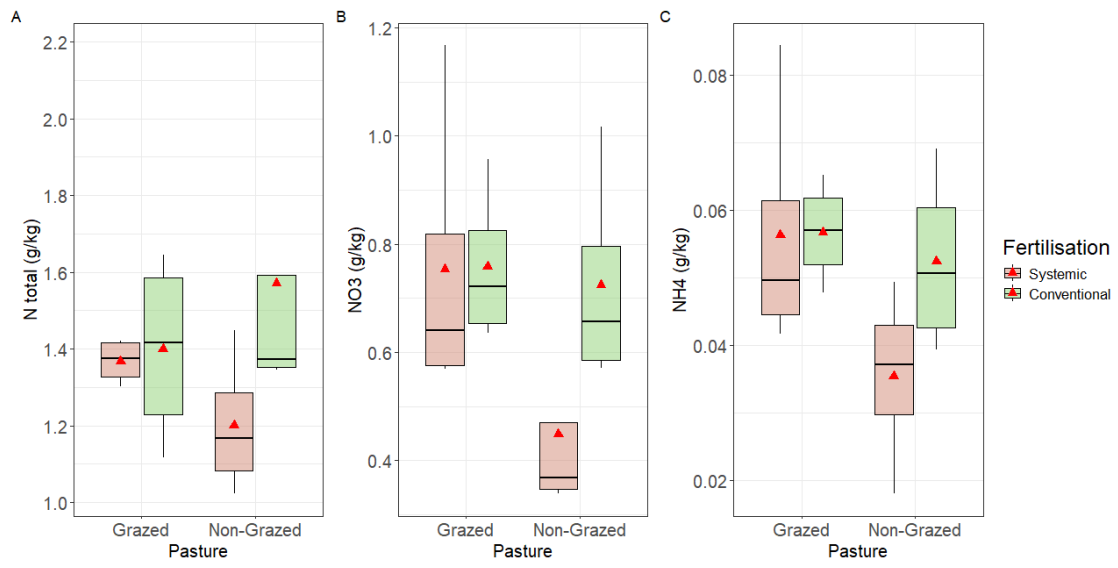 A
N total (g/kg)
2.2
2.0
1.8
1.6
1.4
1.2
1.0
Grazed Non-Grazed
Pasture
B
NO3 (g/kg)
1.2
1.0
0.8
0.6
0.4
Grazed Non-Grazed
Pasture
C
NH4 (g/kg)
0.08
0.06
0.04
0.02
Grazed Non-Grazed
Pasture
Fertilisation
Systemic
Conventional